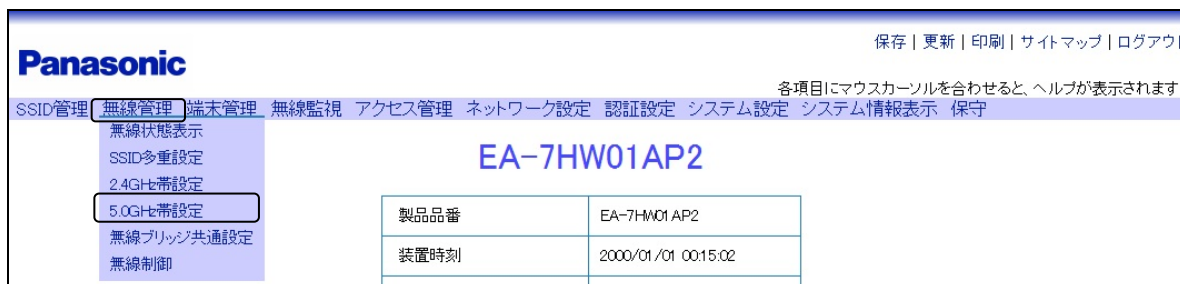 保存 | 更新 | 印刷 | サイトマップ | ログアウ
Panasonic
各項目にマウスカーソルを合わせると、ヘルプが表示されます
SSID管理 無線管理 端末管理 無線監視 アクセス管理 ネットワーク設定 認証設定 システム設定 システム情報表示 保守
無線状態表示
SSID多重設定
2.4GHz帯設定
5.0GHz帯設定
無線ブリッジ共通設定
無線制御
EA-7HW01AP2
製品品番 EA-7HW01AP2
装置時刻 2000/01/01 00:15:02